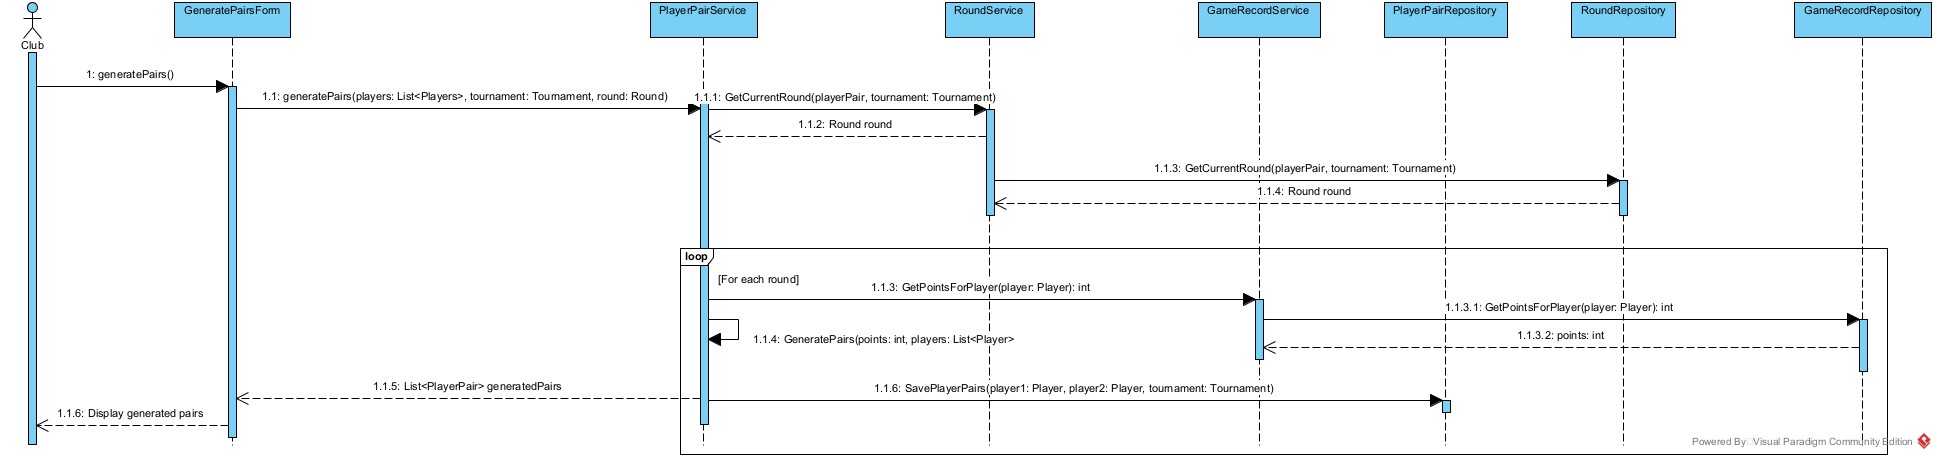 GeneratePairsForm
PlayerPairService
RoundService
GameRecordService
PlayerPairRepository
RoundRepository
GameRecordRepository
Club
1: generatePairs()
1.1: generatePairs(players: List<Players>, tournament: Tournament, round: Round)
1.1.1: GetCurrentRound(playerPair, tournament: Tournament)
1.1.2: Round round
1.1.3: GetCurrentRound(playerPair, tournament: Tournament)
1.1.4: Round round
loop
[For each round]
1.1.3: GetPointsForPlayer(player: Player): int
1.1.3.1: GetPointsForPlayer(player: Player): int
1.1.4: GeneratePairs(points: int, players: List<Player>
1.1.3.2: points: int
1.1.5: List<PlayerPair> generatedPairs
1.1.6: SavePlayerPairs(player1: Player, player2: Player, tournament: Tournament)
1.1.6: Display generated pairs
Powered By Visual Paradigm Community Edition